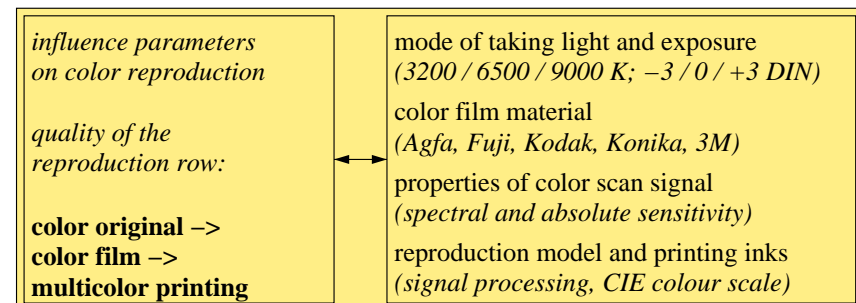 influence parameters
on color reproduction
quality of the
reproduction row:
color original −>
color film −>
multicolor printing
mode of taking light and exposure
(3200 / 6500 / 9000 K; −3 / 0 / +3 DIN)
color film material
(Agfa, Fuji, Kodak, Konika, 3M)
properties of color scan signal
(spectral and absolute sensitivity)
reproduction model and printing inks
(signal processing, CIE colour scale)